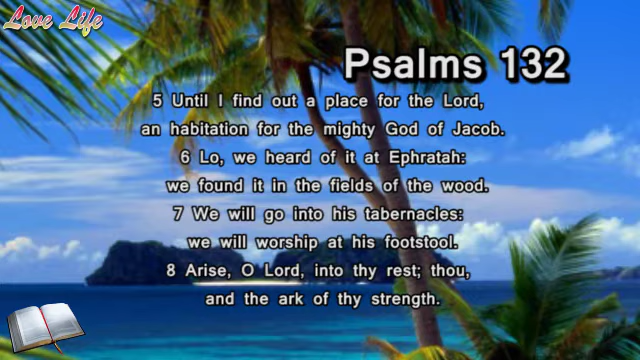 Love Life
Psalms 132
5 Until I find out a place for the Lord,
an habitation for the mighty God of Jacob.
6 Lo, we heard of it at Ephratah:
we found it in the fields of the wood.
7 We will go into his tabernacles:
we will worship at his footstool.
8 Arise, O Lord, into thy rest; thou,
and the ark of thy strength.